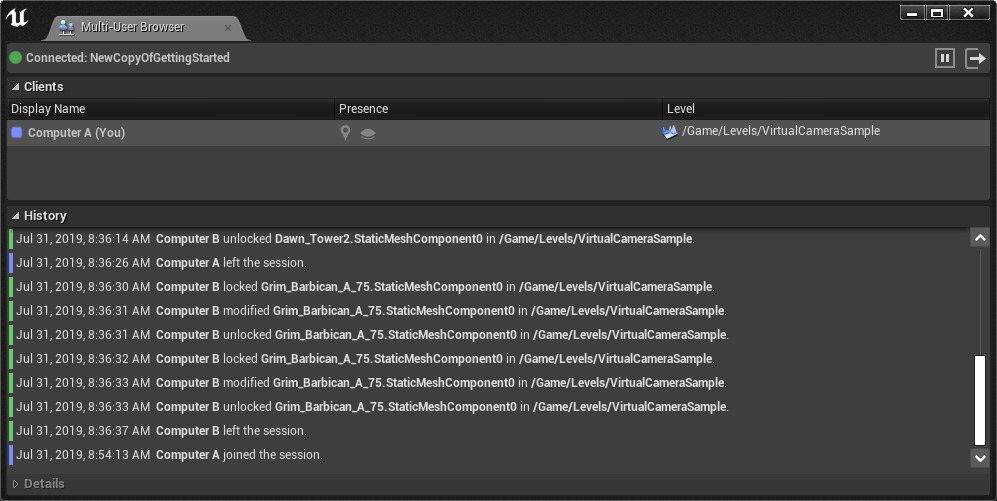 Multi-User Browser
Connected: NewCopyOfGettingStarted
Clients
Display Name Presence Level
Computer A (You) /Game/Levels/VirtualCameraSample
History
Jul 31, 2019, 8:36:14 AM Computer B unlocked Dawn_Tower2.StaticMeshComponent0 in /Game/Levels/VirtualCameraSample.
Jul 31, 2019, 8:36:26 AM Computer A left the session.
Jul 31, 2019, 8:36:30 AM Computer B locked Grim_Barbican_A_75.StaticMeshComponent0 in /Game/Levels/VirtualCameraSample.
Jul 31, 2019, 8:36:31 AM Computer B modified Grim_Barbican_A_75.StaticMeshComponent0 in /Game/Levels/VirtualCameraSample.
Jul 31, 2019, 8:36:31 AM Computer B unlocked Grim_Barbican_A_75.StaticMeshComponent0 in /Game/Levels/VirtualCameraSample.
Jul 31, 2019, 8:36:32 AM Computer B locked Grim_Barbican_A_75.StaticMeshComponent0 in /Game/Levels/VirtualCameraSample.
Jul 31, 2019, 8:36:33 AM Computer B modified Grim_Barbican_A_75.StaticMeshComponent0 in /Game/Levels/VirtualCameraSample.
Jul 31, 2019, 8:36:33 AM Computer B unlocked Grim_Barbican_A_75.StaticMeshComponent0 in /Game/Levels/VirtualCameraSample.
Jul 31, 2019, 8:36:37 AM Computer B left the session.
Jul 31, 2019, 8:54:13 AM Computer A joined the session.
Details